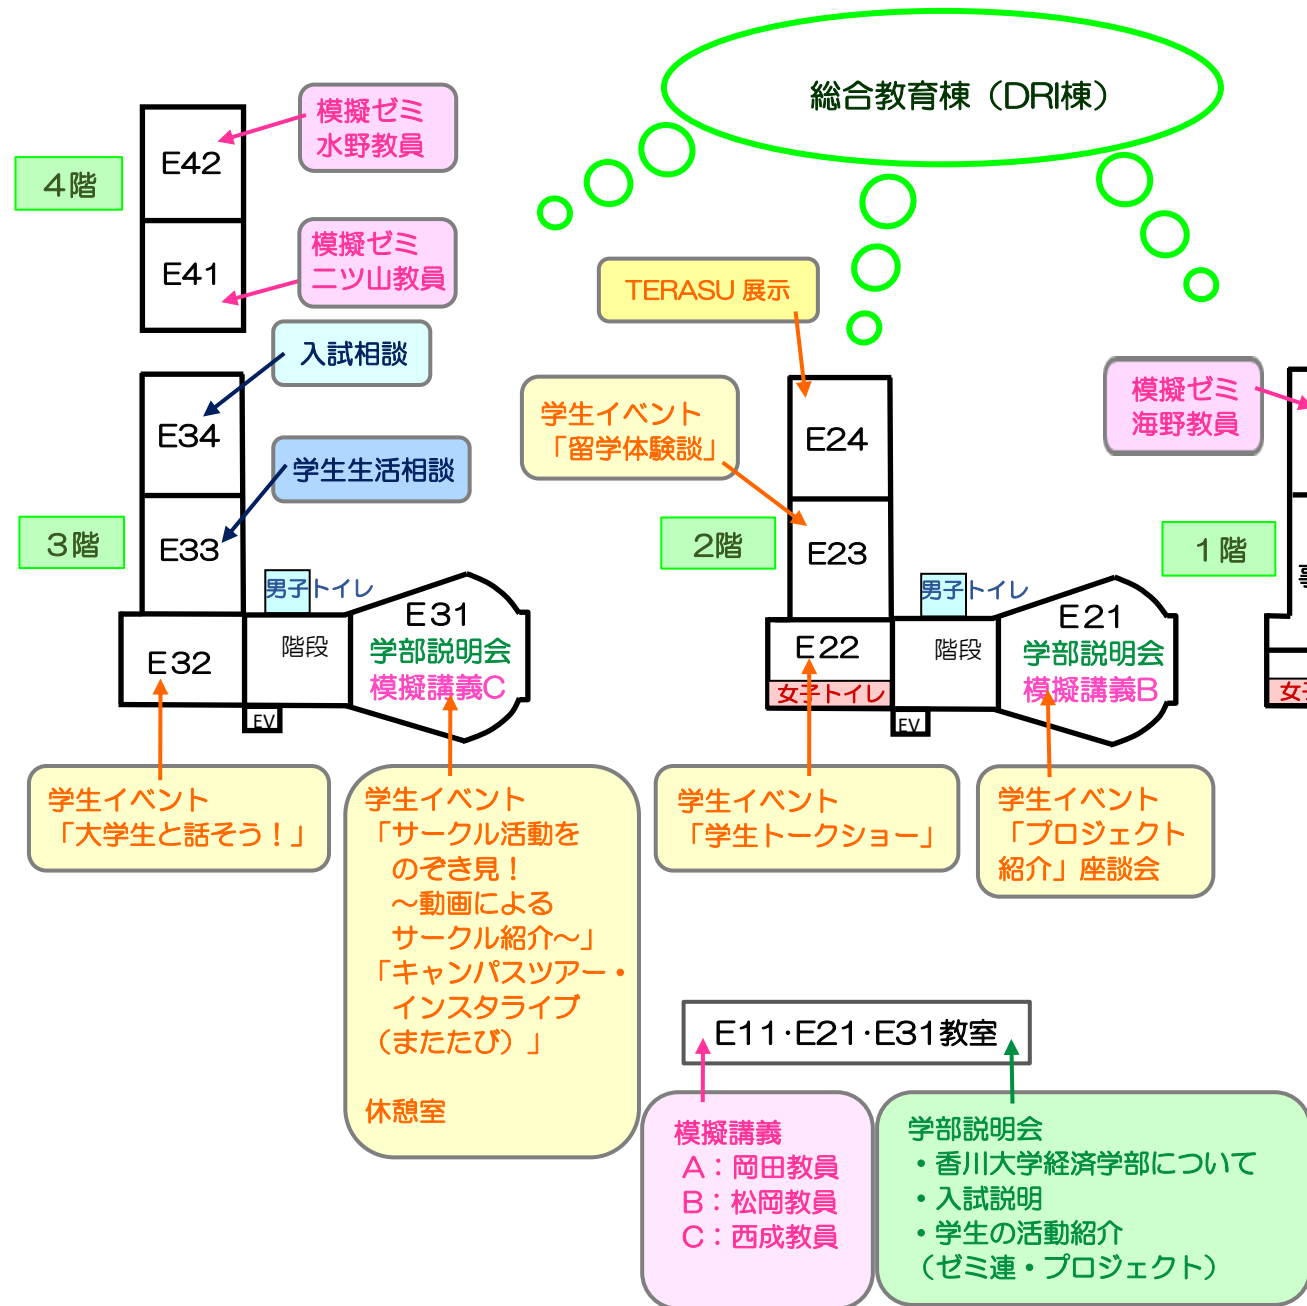 総合教育棟（DRI棟）
模擬ゼミ
水野教員
E42
4階
E41
模擬ゼミ
二ツ山教員
入試相談
E34
学生生活相談
3階
E33
男子トイレ
E31
学部説明会
模擬講義C
階段
E32
EV
学生イベント
「大学生と話そう！」
学生イベント
「サークル活動を
のぞき見！
～動画による
サークル紹介～」
「キャンパスツアー・
インスタライブ
（またたび）」
休憩室
TERASU 展示
学生イベント
「留学体験談」
E24
2階
E23
男子トイレ
E22
女子トイレ
階段
E21
学部説明会
模擬講義B
EV
学生イベント
「学生トークショー」
学生イベント
「プロジェクト
紹介」座談会
模擬ゼミ
海野教員
1階
E11・E21・E31教室
模擬講義
A：岡田教員
B：松岡教員
C：西成教員
学部説明会
・香川大学経済学部について
・入試説明
・学生の活動紹介
（ゼミ連・プロジェクト）